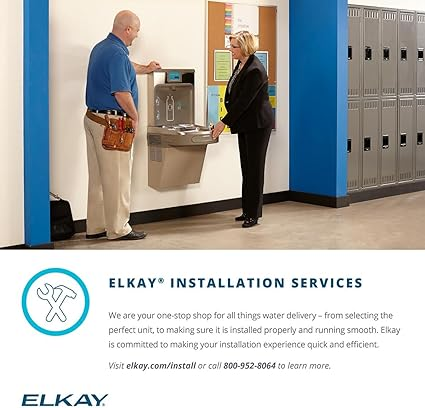 ELKAY® INSTALLATION SERVICES
We are your one-stop shop for all things water delivery – from selecting the
perfect unit, to making sure it is installed properly and running smooth. Elkay
is committed to making your installation experience quick and efficient.
Visit elkay.com/install or call 800-952-8064 to learn more.
ELKAY®